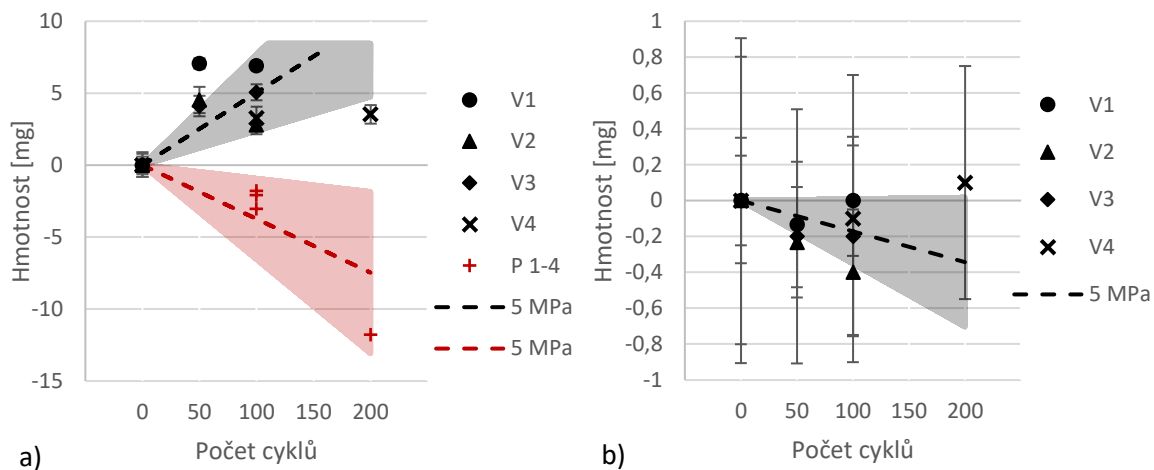 10
5
0
-5
-10
-15
Hmotnost [mg]
0
50
100
150
200
Počet cyklů
V1
V2
V3
V4
P 1-4
5 MPa
5 MPa
a)
1
0,8
0,6
0,4
0,2
0
-0,2
-0,4
-0,6
-0,8
-1
Hmotnost [mg]
0
50
100
150
200
Počet cyklů
V1
V2
V3
V4
5 MPa
b)